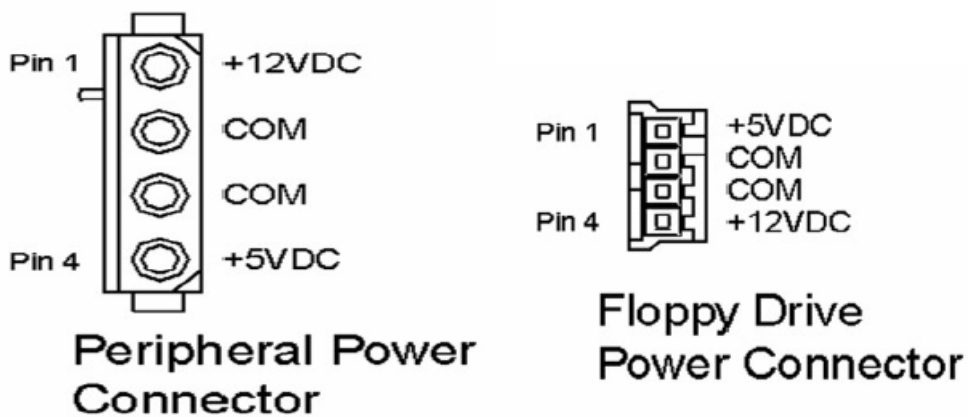 Pin 1 +12VDC
COM
COM
Pin 4 +5VDC
Peripheral Power
Connector
Pin 1 +5VDC
COM
COM
Pin 4 +12VDC
Floppy Drive
Power Connector